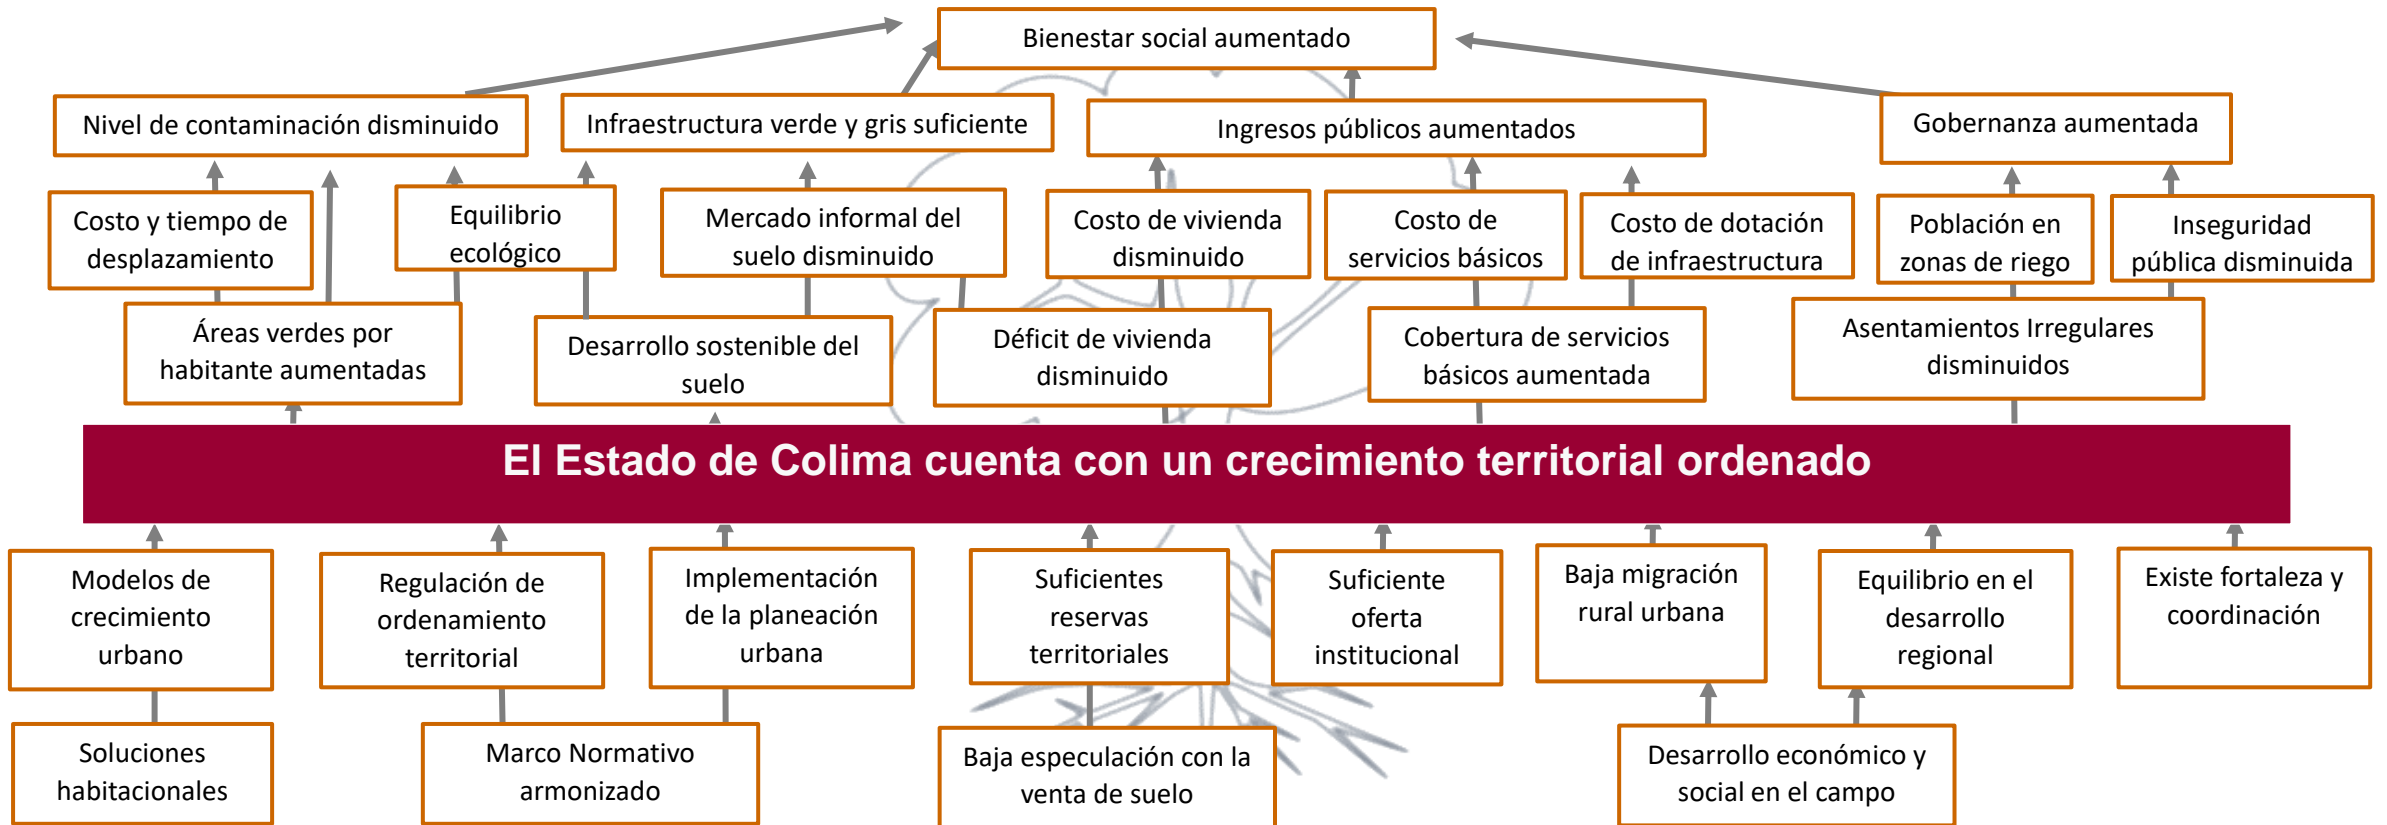 Bienestar social aumentado
Nivel de contaminación disminuido
Infraestructura verde y gris suficiente
Ingresos públicos aumentados
Gobernanza aumentada
Costo y tiempo de
desplazamiento
Equilibrio
ecológico
Mercado informal del
suelo disminuido
Costo de vivienda
disminuido
Costo de
servicios básicos
Costo de dotación
de infraestructura
Población en
zonas de riego
Inseguridad
pública disminuida
Áreas verdes por
habitante aumentadas
Desarrollo sostenible del
suelo
Déficit de vivienda
disminuido
Cobertura de servicios
básicos aumentada
Asentamientos Irregulares
disminuidos
El Estado de Colima cuenta con un crecimiento territorial ordenado
Modelos de
crecimiento
urbano
Regulación de
ordenamiento
territorial
Implementación
de la planeación
urbana
Suficientes
reservas
territoriales
Suficiente
oferta
institucional
Baja migración
rural urbana
Equilibrio en el
desarrollo
regional
Existe fortaleza y
coordinación
Soluciones
habitacionales
Marco Normativo
armonizado
Baja especulación con la
venta de suelo
Desarrollo económico y
social en el campo